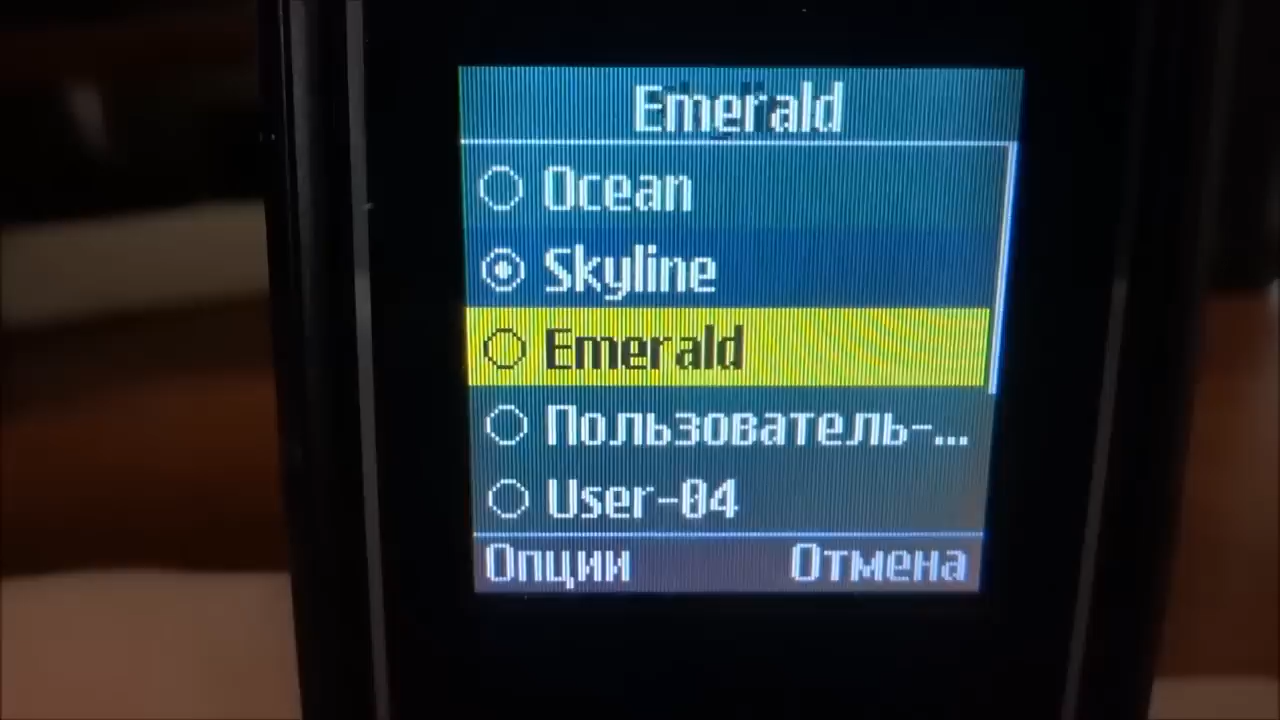 Emerald
Ocean
Skyline
Emerald
Пользователь-...
User-04
Опции Отмена